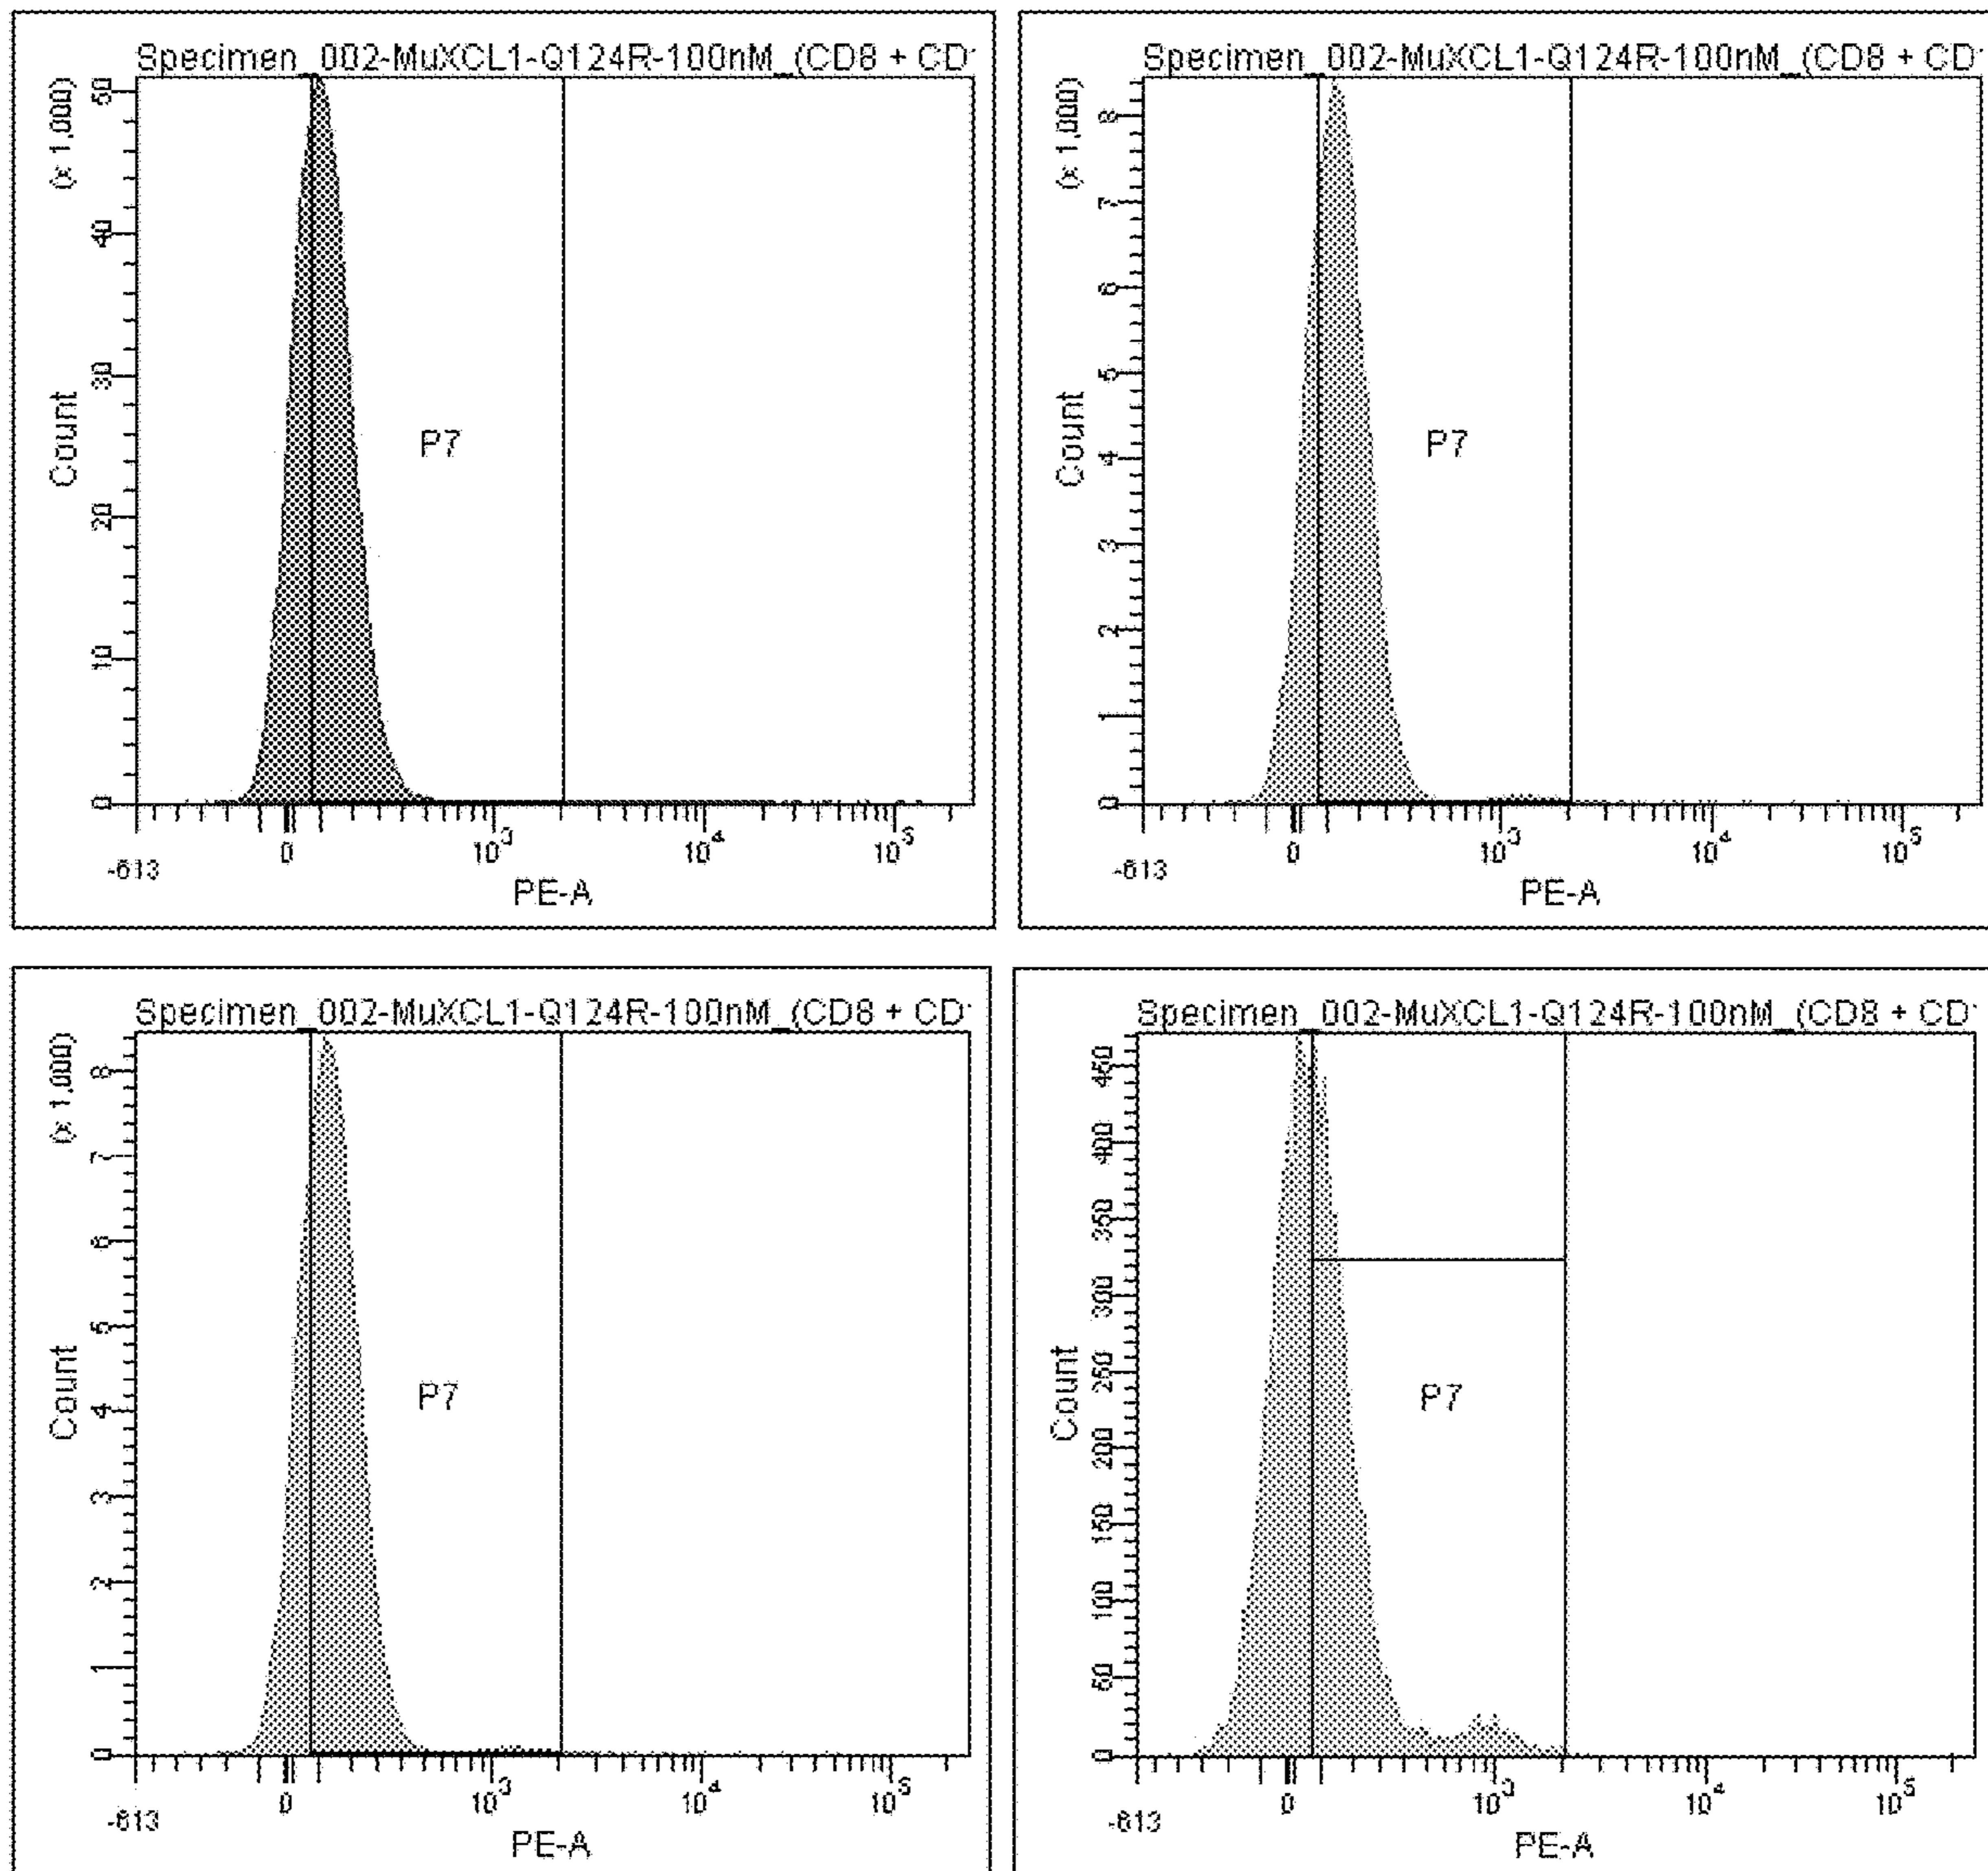 Specimen_002-MuXCL1-Q124R-100nM_(CD8 + CD
(x 1,000)
Count
50
40
30
20
10
0
P7
-613
0
10³
10⁴
10⁵
PE-A
Specimen_002-MuXCL1-Q124R-100nM_(CD8 + CD
(x 1,000)
Count
8
7
6
5
4
3
2
1
0
P7
-613
0
10³
10⁴
10⁵
PE-A
Specimen_002-MuXCL1-Q124R-100nM_(CD8 + CD
(x 1,000)
Count
8
7
6
5
4
3
2
1
0
P7
-613
0
10³
10⁴
10⁵
PE-A
Specimen_002-MuXCL1-Q124R-100nM_(CD8 + CD
Count
450
400
350
300
250
200
150
100
50
0
P7
-613
0
10³
10⁴
10⁵
PE-A